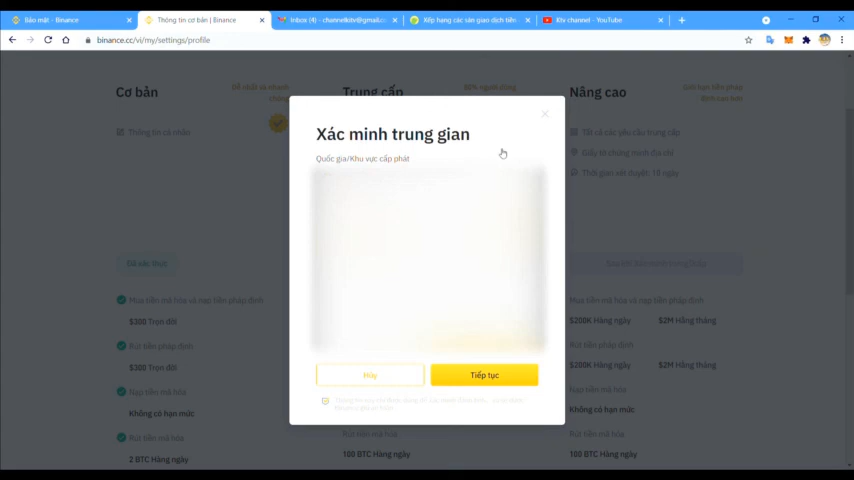 Bảo mật - Binance
Thông tin cơ bản | Binance
Inbox (4) - channelkitv@gmail.co
Xếp hạng các sàn giao dịch tiền
Ktv channel - YouTube
binance.cc/vi/my/settings/profile
Cơ bản
Trung cấp
Nâng cao
Thông tin cá nhân
Xác minh trung gian
Quốc gia/Khu vực cấp phát
Tất cả các yêu cầu trung cấp
Giấy tờ chứng minh địa chỉ
Thời gian xét duyệt: 10 ngày
Đã xác thực
Mua tiền mã hóa và nạp tiền pháp định
$300 Trọn đời
Rút tiền pháp định
$300 Trọn đời
Nạp tiền mã hóa
Không có hạn mức
Rút tiền mã hóa
2 BTC Hàng ngày
Hủy
Tiếp tục
Rút tiền mã hóa
100 BTC Hàng ngày
Mua tiền mã hóa và nạp tiền pháp định
$200K Hàng ngày $2M Hằng tháng
Rút tiền pháp định
$200K Hàng ngày $2M Hằng tháng
Nạp tiền mã hóa
Không có hạn mức
Rút tiền mã hóa
100 BTC Hàng ngày